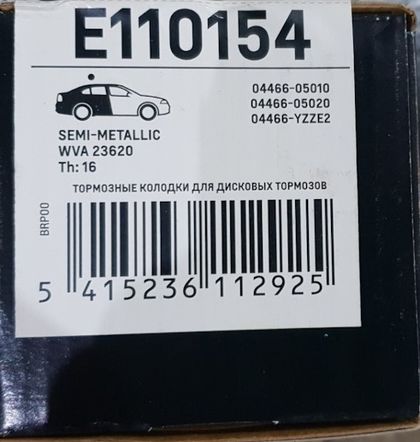 E110154
04466-05010
04466-05020
04466-YZZE2
SEMI-METALLIC
WVA 23620
Th: 16
ТОРМОЗНЫЕ КОЛОДКИ ДЛЯ ДИСКОВЫХ ТОРМОЗОВ
BRP00
5 415236 112925